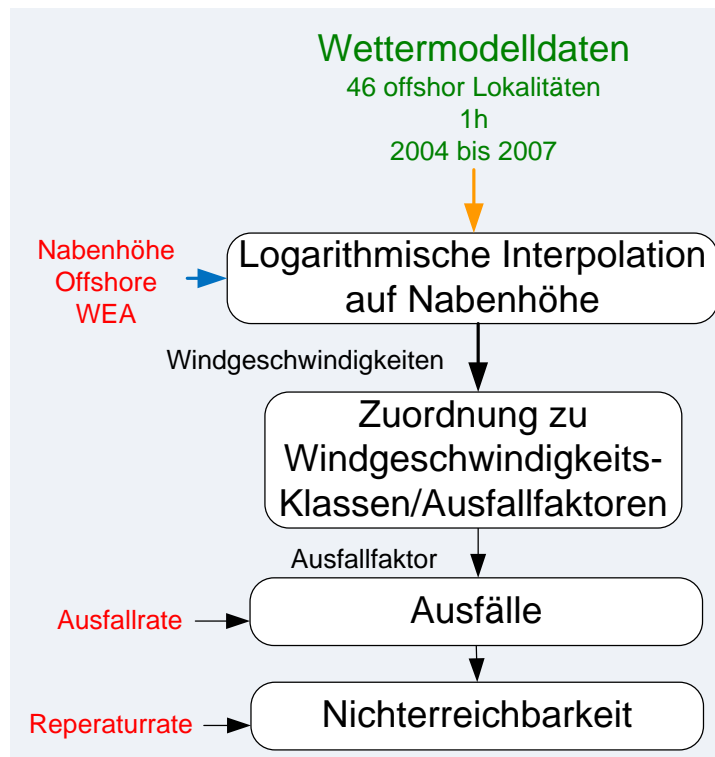 Wettermodelldaten
46 offshor Lokalitäten
1h
2004 bis 2007
Nabenhöhe
Offshore
WEA
Logarithmische Interpolation
auf Nabenhöhe
Windgeschwindigkeiten
Zuordnung zu
Windgeschwindigkeits-
Klassen/Ausfallfaktoren
Ausfallfaktor
Ausfallrate
Ausfälle
Reperaturrate
Nichterreichbarkeit